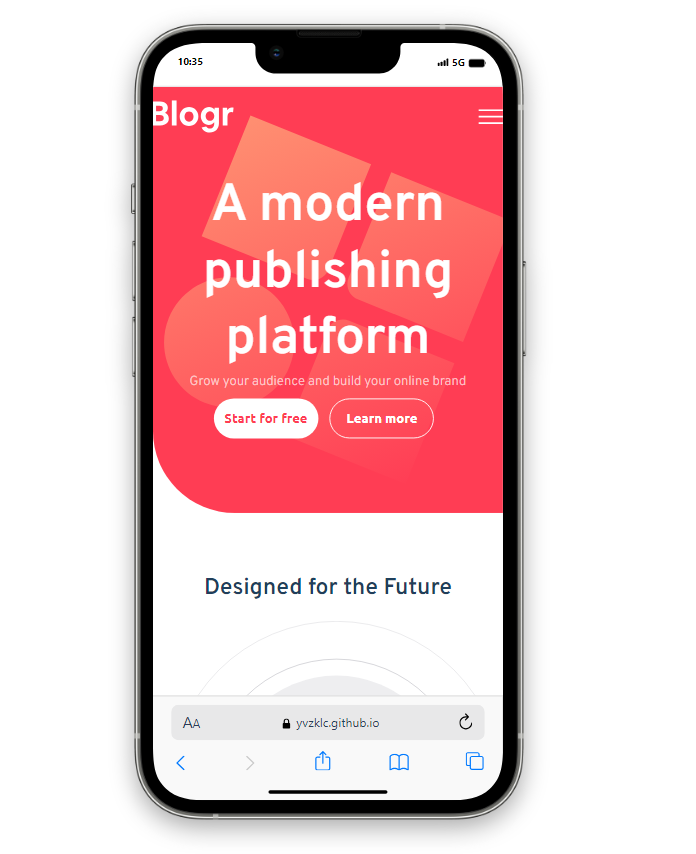 10:35
5G
Blogr
A modern
publishing
platform
Grow your audience and build your online brand
Start for free
Learn more
Designed for the Future
AA
yvzklc.github.io